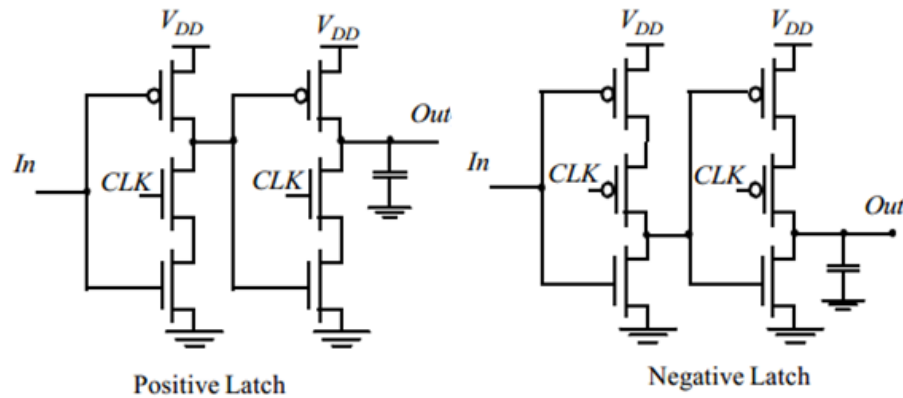 V_DD V_DD V_DD V_DD
Out
In CLK CLK
In CLK CLK
Out
Positive Latch
Negative Latch